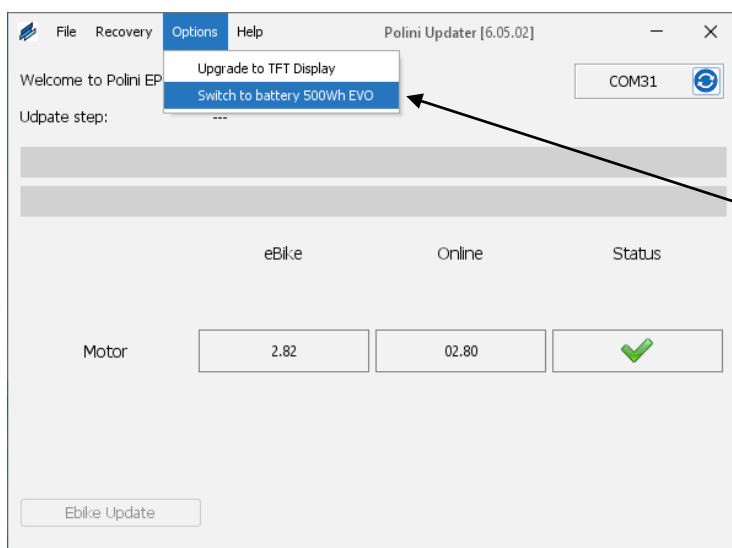 File Recovery Options Help Polini Updater [6.05.02]
Upgrade to TFT Display
Welcome to Polini EP
COM31
Switch to battery 500Wh EVO
Udpate step: ---
eBike Online Status
Motor 2.82 02.80
Ebike Update